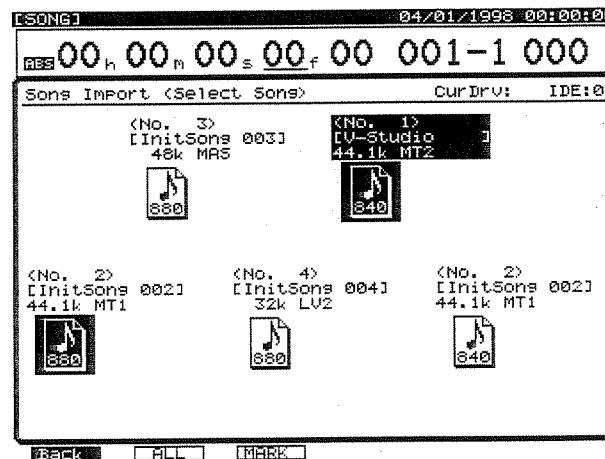 [SONG] 04/01/1998 00:00:0
ABS 00h 00m 00s 00f 00 001-1 000
Song Import (Select Song) CurDrv: IDE:0
(No. 3)
[InitSong 003]
48k MAS
880
(No. 1)
[V-Studio ]
44.1k MT2
840
(No. 2)
[InitSong 002]
44.1k MT1
880
(No. 4)
[InitSong 004]
32k LV2
880
(No. 2)
[InitSong 002]
44.1k MT1
840
Back ALL MARK